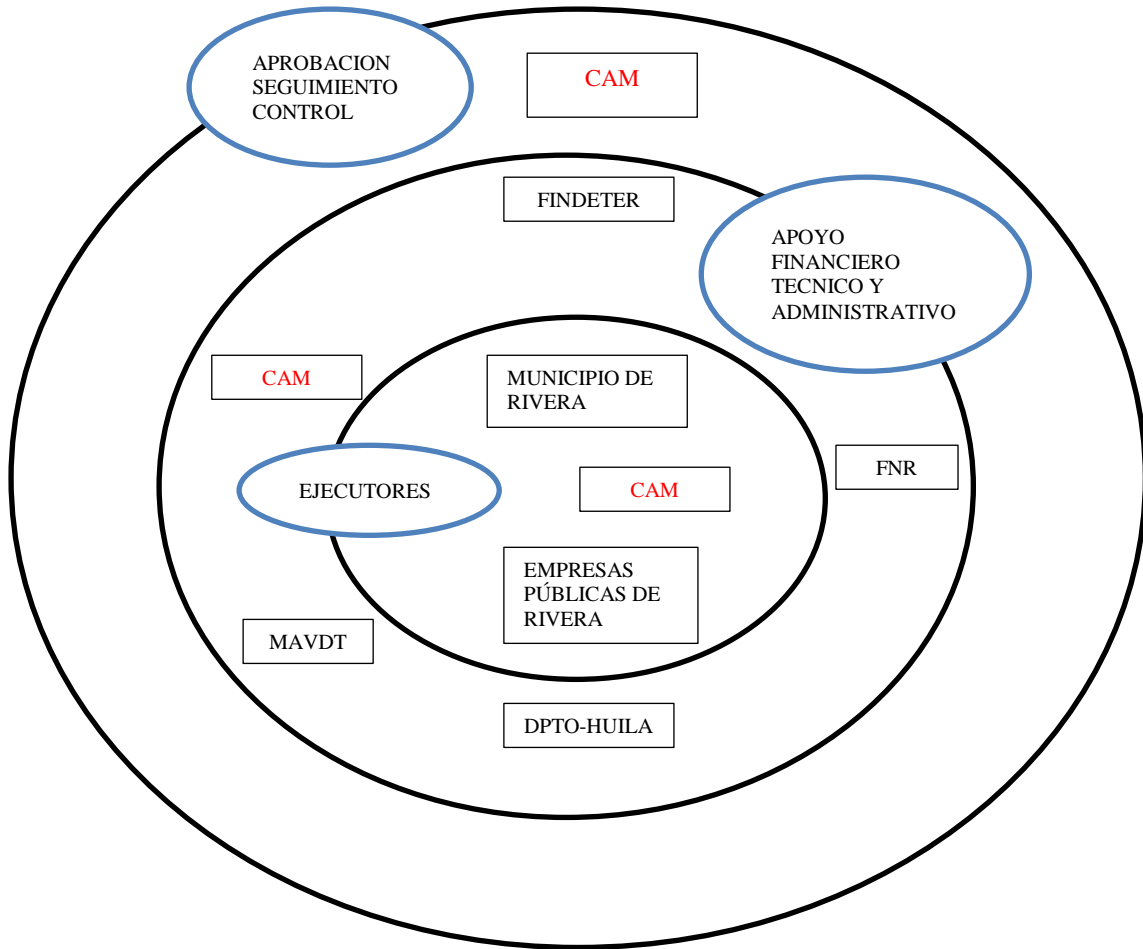 APROBACION
SEGUIMIENTO
CONTROL
CAM
FINDETER
APOYO
FINANCIERO
TECNICO Y
ADMINISTRATIVO
CAM
MUNICIPIO DE
RIVERA
FNR
EJECUTORES
CAM
EMPRESAS
PÚBLICAS DE
RIVERA
MAVDT
DPTO-HUILA